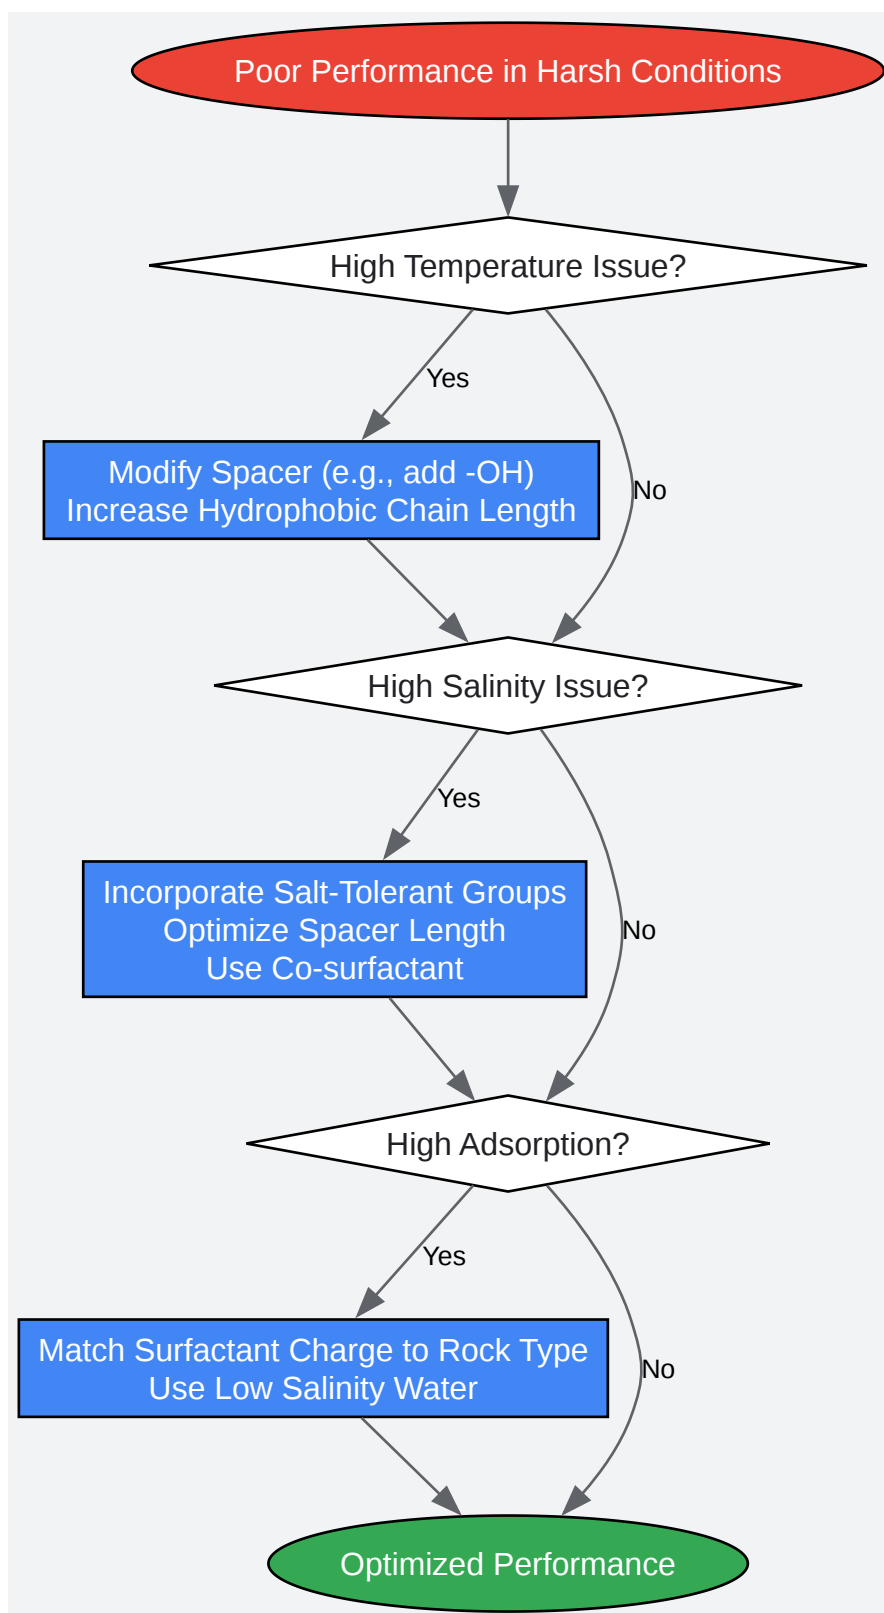 Poor Performance in Harsh Conditions
High Temperature Issue?
Yes
Modify Spacer (e.g., add -OH)
Increase Hydrophobic Chain Length
No
High Salinity Issue?
Yes
Incorporate Salt-Tolerant Groups
Optimize Spacer Length
Use Co-surfactant
No
High Adsorption?
Yes
Match Surfactant Charge to Rock Type
Use Low Salinity Water
No
Optimized Performance